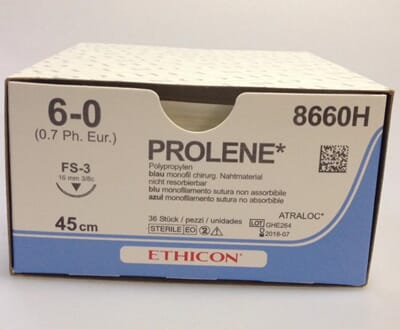 6-0
(0.7 Ph. Eur.)
8660H
PROLENE*
FS-3
16 mm 3/8c
Polypropylen
blau monofil chirurg. Nahtmaterial
nicht resorbierbar
blu monofilamento sutura non assorbibile
azul monofilamento sutura no absorbible
45cm
36 Stück / pezzi / unidades
STERILE EO 2
ATRALOC*
LOT GHE264
2018-07
ETHICON